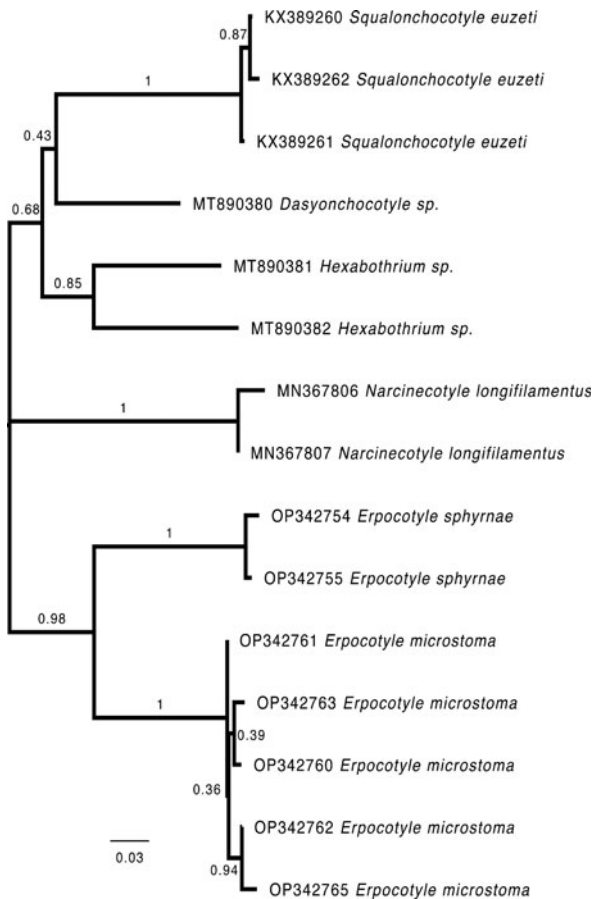 KX389260 Squalonchocotyle euzeti
0.87
KX389262 Squalonchocotyle euzeti
1
0.43
KX389261 Squalonchocotyle euzeti
MT890380 Dasyonchocotyle sp.
0.68
MT890381 Hexabothrium sp.
0.85
MT890382 Hexabothrium sp.
MN367806 Narcinecotyle longifilamentus
1
MN367807 Narcinecotyle longifilamentus
OP342754 Erpocotyle sphyrnae
1
OP342755 Erpocotyle sphyrnae
0.98
OP342761 Erpocotyle microstoma
1
OP342763 Erpocotyle microstoma
0.39
OP342760 Erpocotyle microstoma
0.36
OP342762 Erpocotyle microstoma
0.03
0.94
OP342765 Erpocotyle microstoma